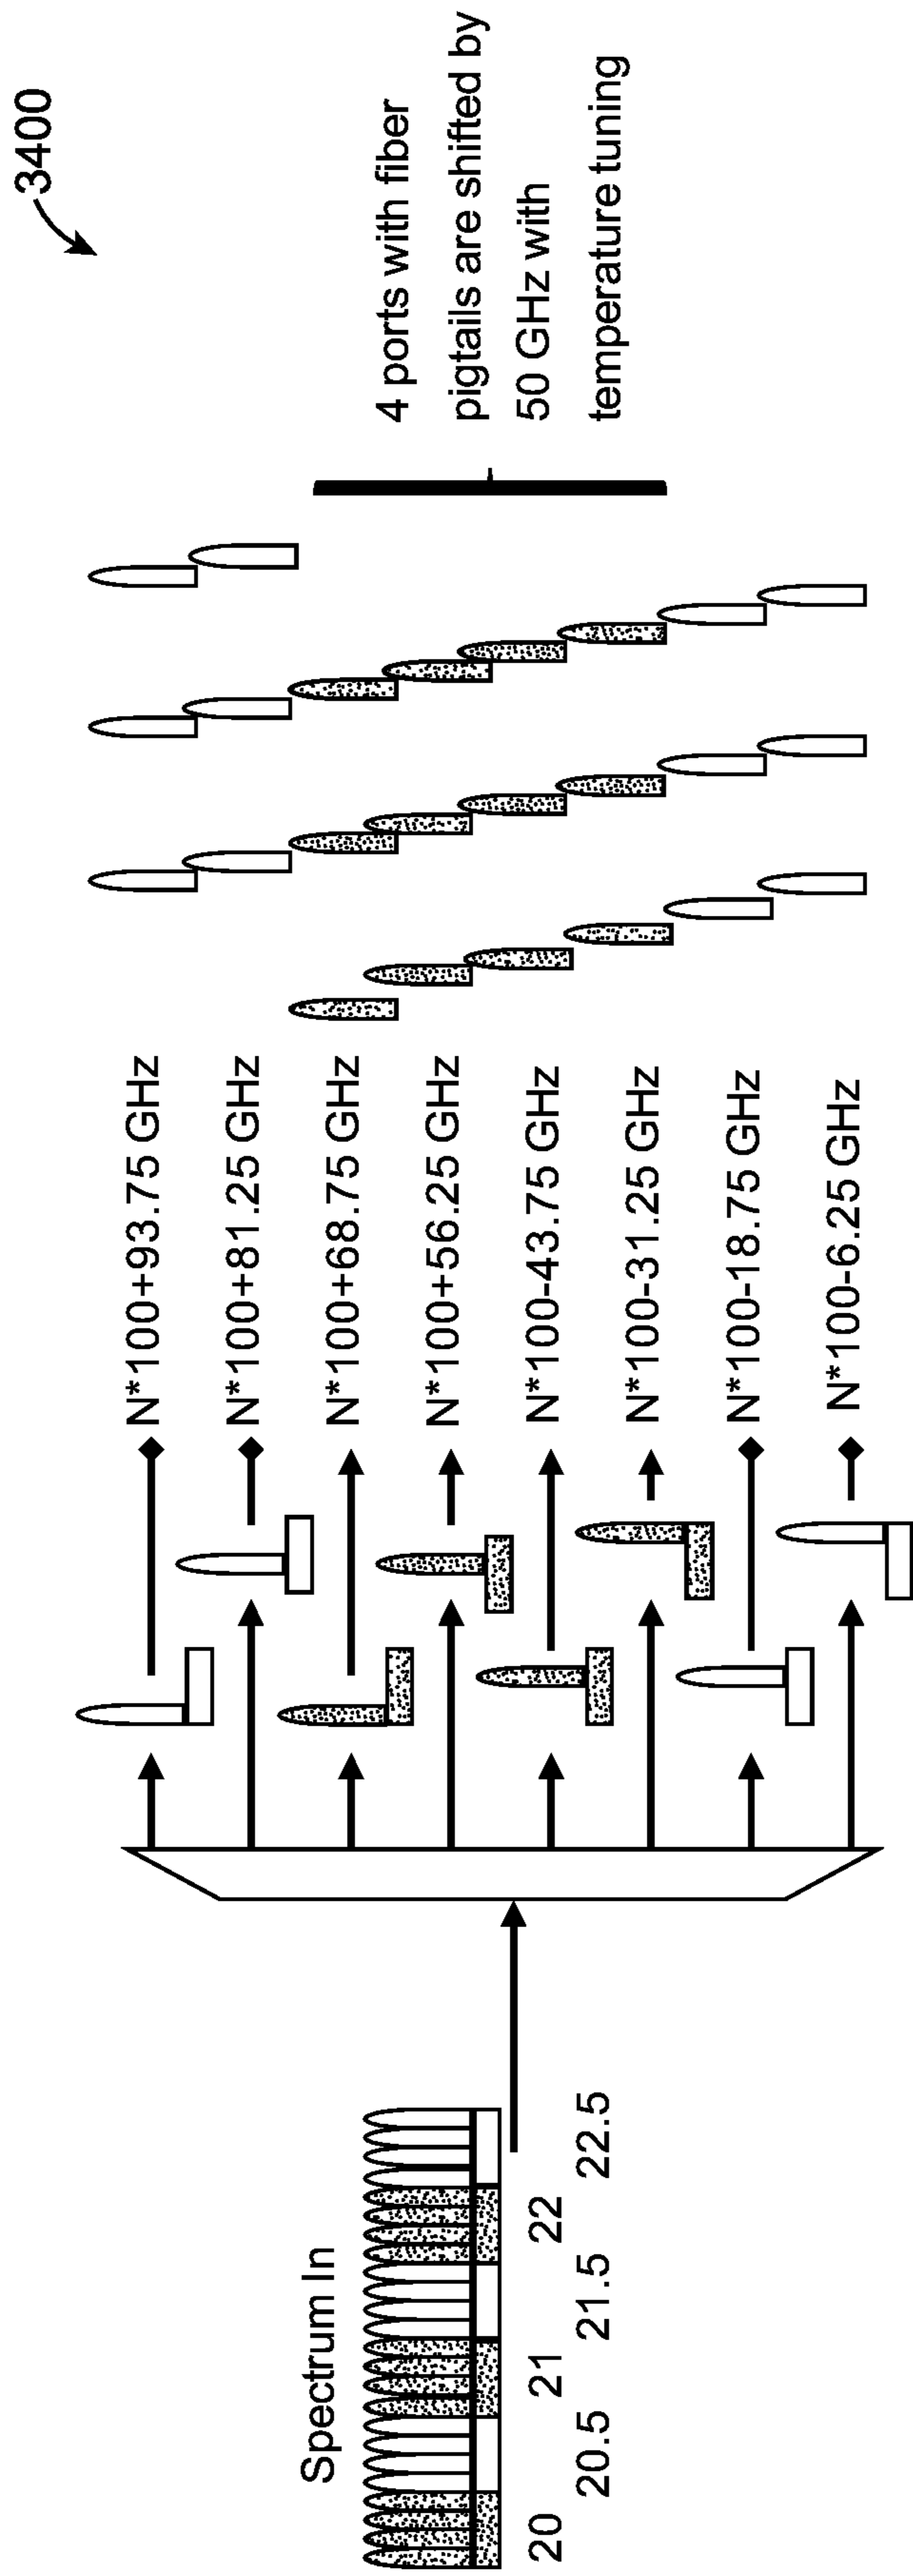 3400
Spectrum In
20
20.5
21
21.5
22
22.5
N*100+93.75 GHz
N*100+81.25 GHz
N*100+68.75 GHz
N*100+56.25 GHz
N*100-43.75 GHz
N*100-31.25 GHz
N*100-18.75 GHz
N*100-6.25 GHz
4 ports with fiber
pigtails are shifted by
50 GHz with
temperature tuning